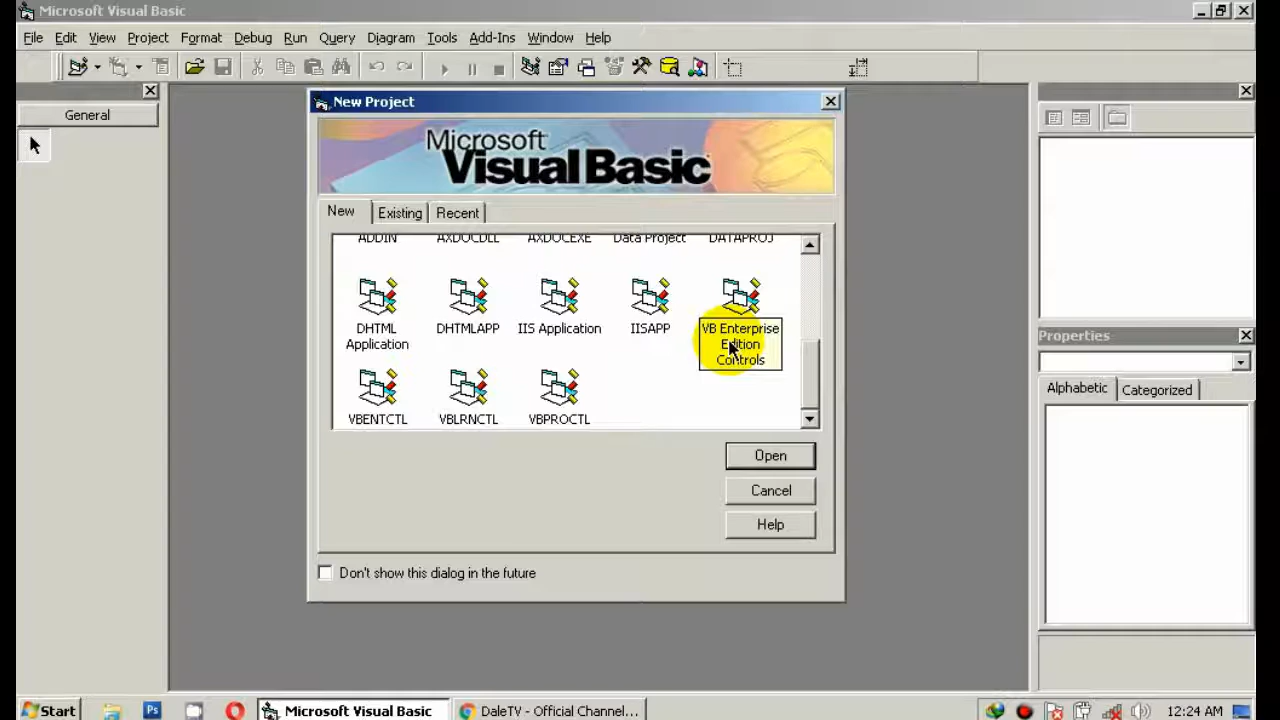 Microsoft Visual Basic
File Edit View Project Format Debug Run Query Diagram Tools Add-Ins Window Help
General
New Project
Microsoft
Visual Basic
New Existing Recent
ADDIN AXDOCDLL AXDOCEXE Data Project DATAPROJ
DHTML
Application
DHTMLAPP
IIS Application
IISAPP
VB Enterprise
Edition
Controls
VBENTCTL VBLRNCTL VBPROCTL
Open
Cancel
Help
Don't show this dialog in the future
Properties
Alphabetic Categorized
Start
Ps
Microsoft Visual Basic
DaleTV - Official Channel...
12:24 AM